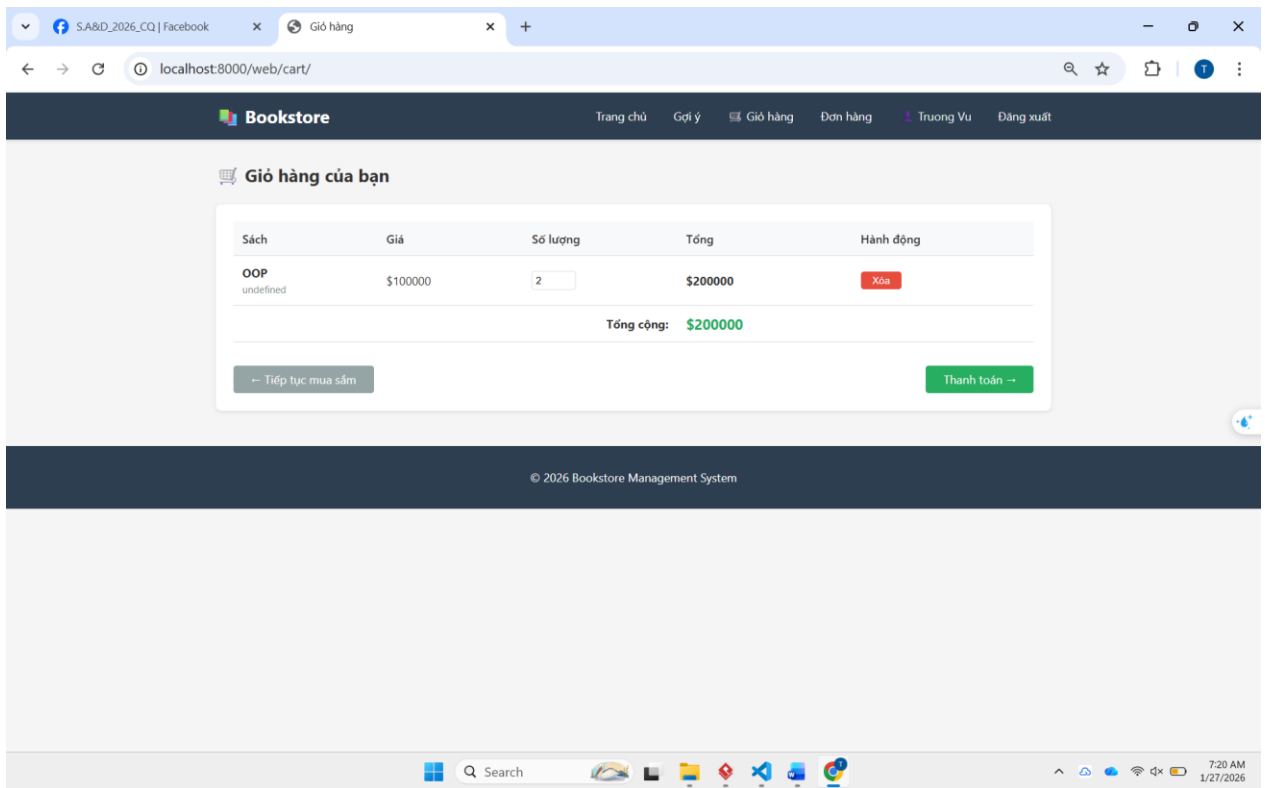 S.A&D_2026_CQ | Facebook
Giỏ hàng
localhost:8000/web/cart/
T
Bookstore
Trang chủ Gợi ý Giỏ hàng Đơn hàng Truong Vu Đăng xuất
Giỏ hàng của bạn
Sách Giá Số lượng Tổng Hành động
OOP $100000 2 $200000 Xóa
undefined
Tổng cộng: $200000
← Tiếp tục mua sắm Thanh toán →
© 2026 Bookstore Management System
Search
7:20 AM
1/27/2026